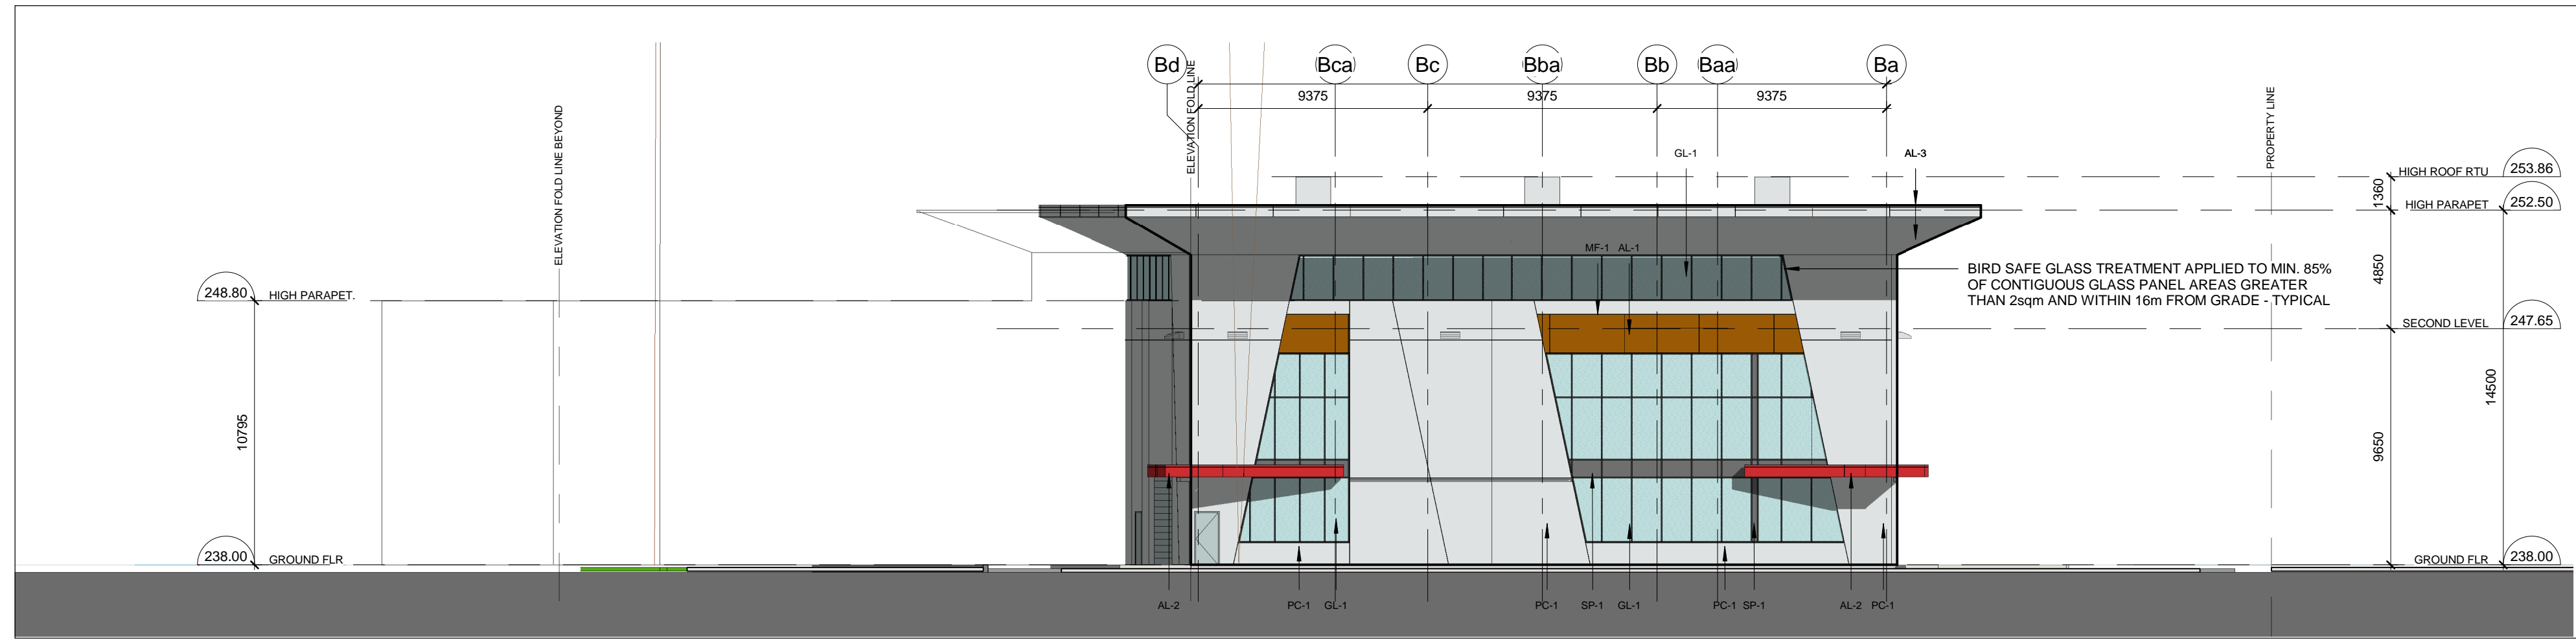 Bd
Bca
Bc
Bba
Bb
Baa
Ba
9375
9375
9375
ELEVATION FOLD LINE BEYOND
ELEVATION FOLD LINE
PROPERTY LINE
GL-1
AL-3
HIGH ROOF RTU
253.86
1360
HIGH PARAPET
252.50
MF-1
AL-1
BIRD SAFE GLASS TREATMENT APPLIED TO MIN. 85%
OF CONTIGUOUS GLASS PANEL AREAS GREATER
THAN 2sqm AND WITHIN 16m FROM GRADE - TYPICAL
4850
248.80
HIGH PARAPET.
SECOND LEVEL
247.65
10795
14500
9650
238.00
GROUND FLR
GROUND FLR
238.00
AL-2
PC-1
GL-1
PC-1
SP-1
GL-1
PC-1
SP-1
AL-2
PC-1